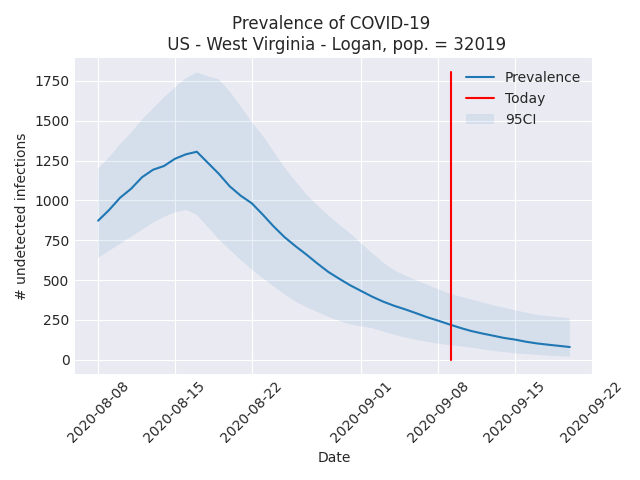 Prevalence of COVID-19
US - West Virginia - Logan, pop. = 32019
Prevalence
Today
95CI
# undetected infections
1750
1500
1250
1000
750
500
250
0
2020-08-08
2020-08-15
2020-08-22
2020-09-01
2020-09-08
2020-09-15
2020-09-22
Date